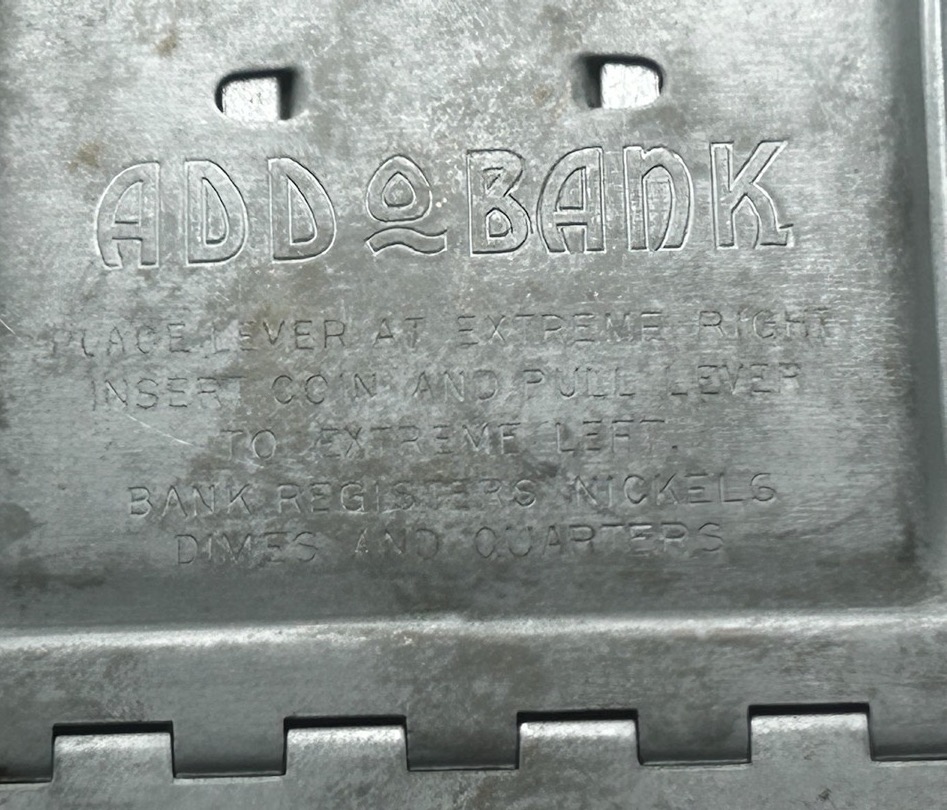 ADD O BANK
PLACE LEVER AT EXTREME RIGHT
INSERT COIN AND PULL LEVER
TO EXTREME LEFT.
BANK REGISTERS NICKELS
DIMES AND QUARTERS